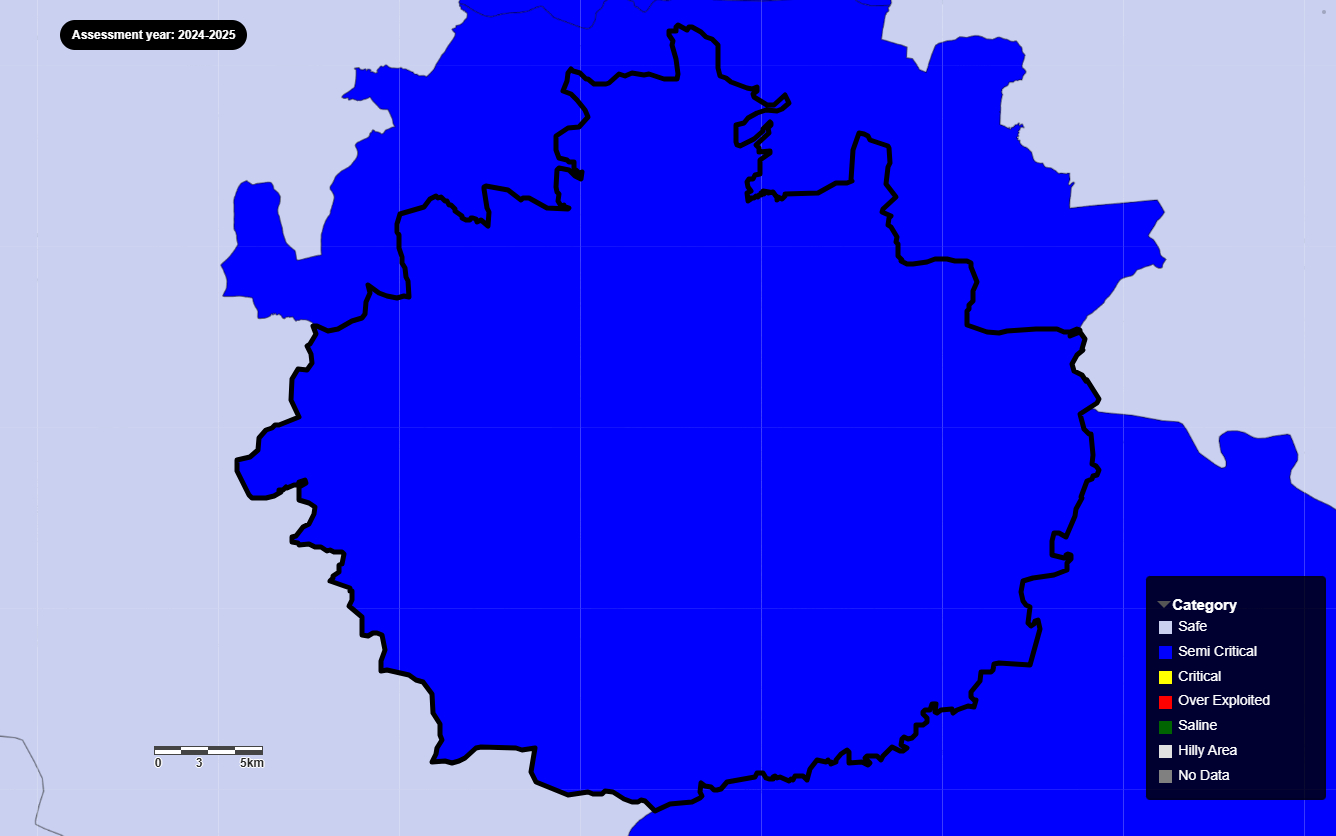 Assessment year: 2024-2025
Category
Safe
Semi Critical
Critical
Over Exploited
Saline
Hilly Area
No Data
0 3 5km